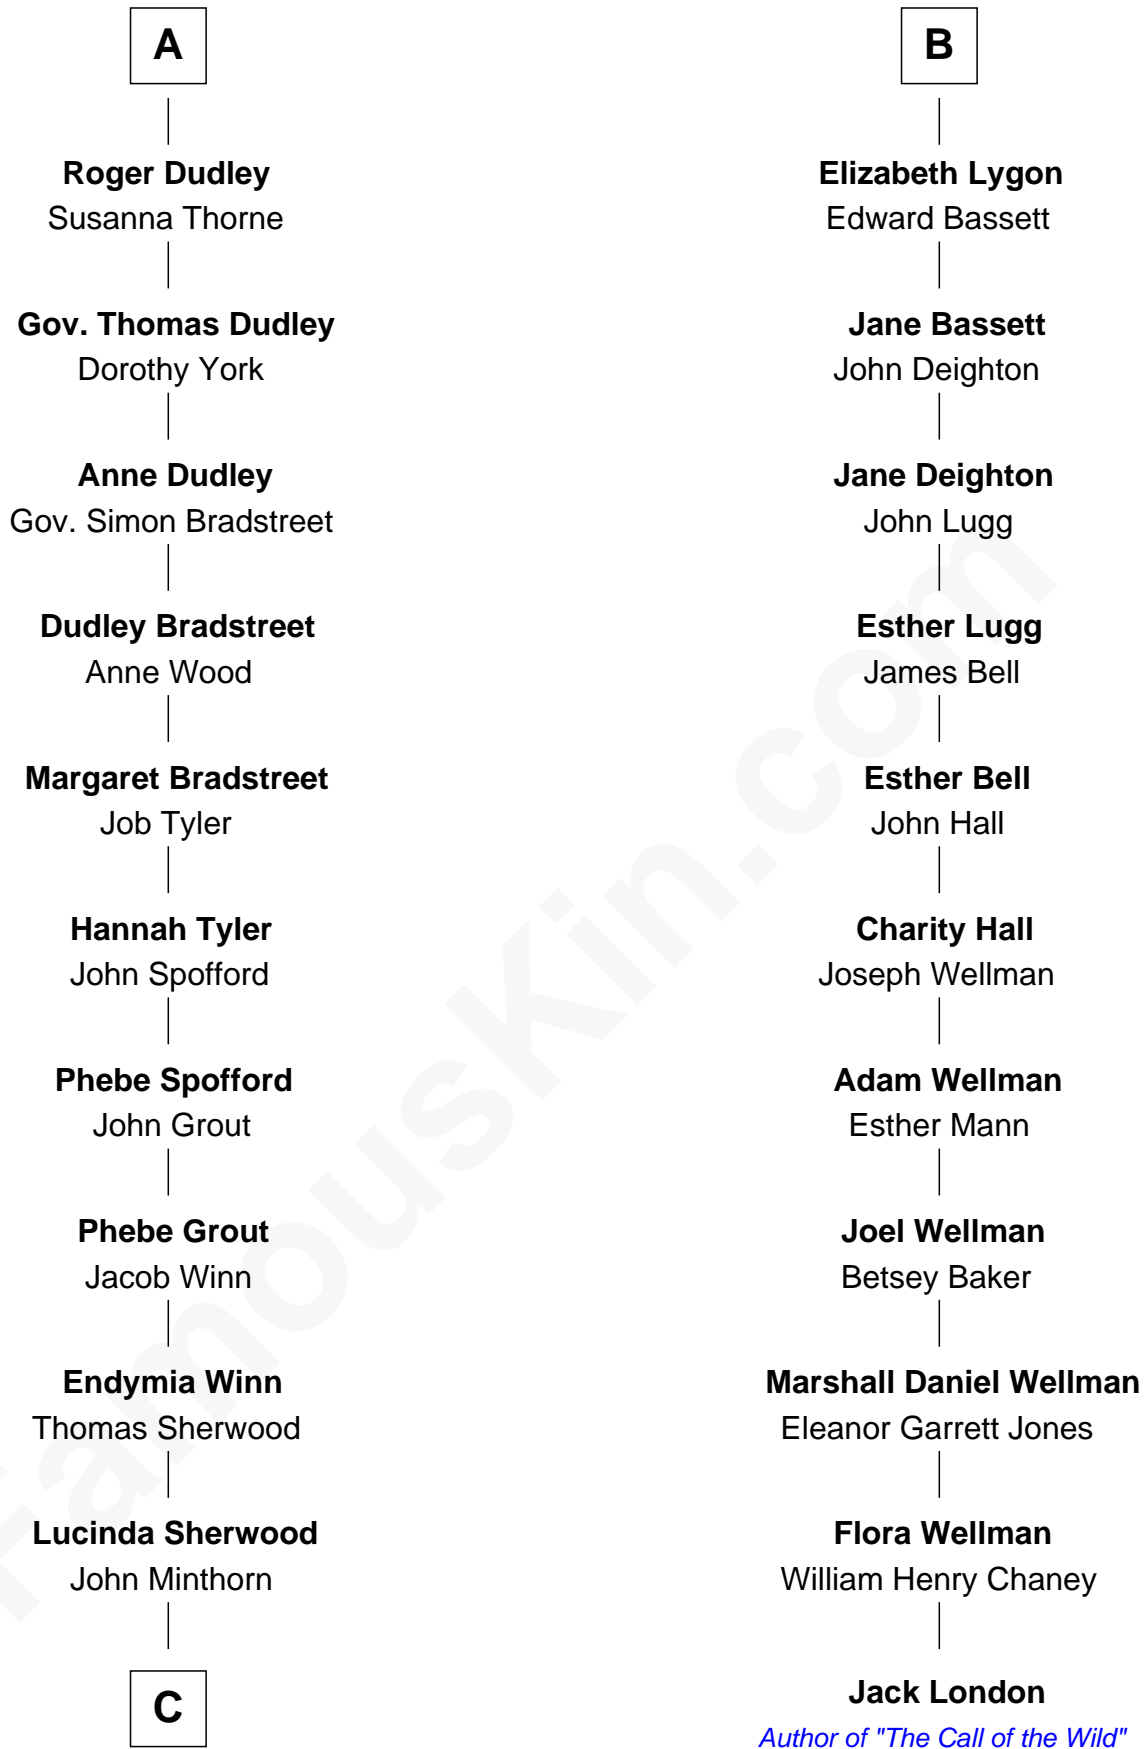 A
Roger Dudley
Susanna Thorne
Gov. Thomas Dudley
Dorothy York
Anne Dudley
Gov. Simon Bradstreet
Dudley Bradstreet
Anne Wood
Margaret Bradstreet
Job Tyler
Hannah Tyler
John Spofford
Phebe Spofford
John Grout
Phebe Grout
Jacob Winn
Endymia Winn
Thomas Sherwood
Lucinda Sherwood
John Minthorn
C
B
Elizabeth Lygon
Edward Bassett
Jane Bassett
John Deighton
Jane Deighton
John Lugg
Esther Lugg
James Bell
Esther Bell
John Hall
Charity Hall
Joseph Wellman
Adam Wellman
Esther Mann
Joel Wellman
Betsey Baker
Marshall Daniel Wellman
Eleanor Garrett Jones
Flora Wellman
William Henry Chaney
Jack London
Author of "The Call of the Wild"
FamousKin.com